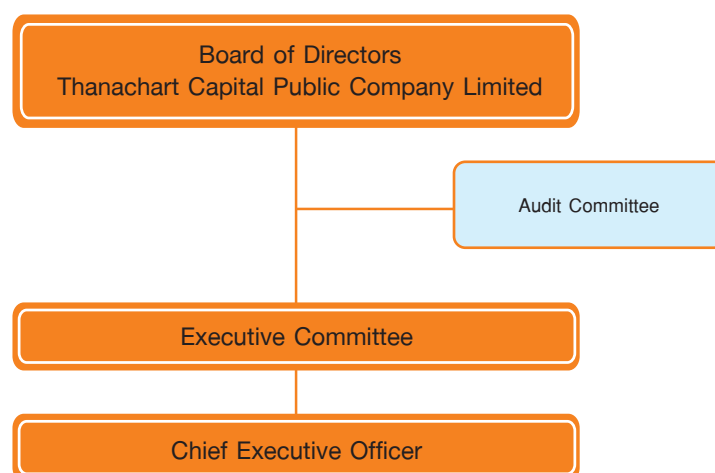 Board of Directors
Thanachart Capital Public Company Limited
Audit Committee
Executive Committee
Chief Executive Officer